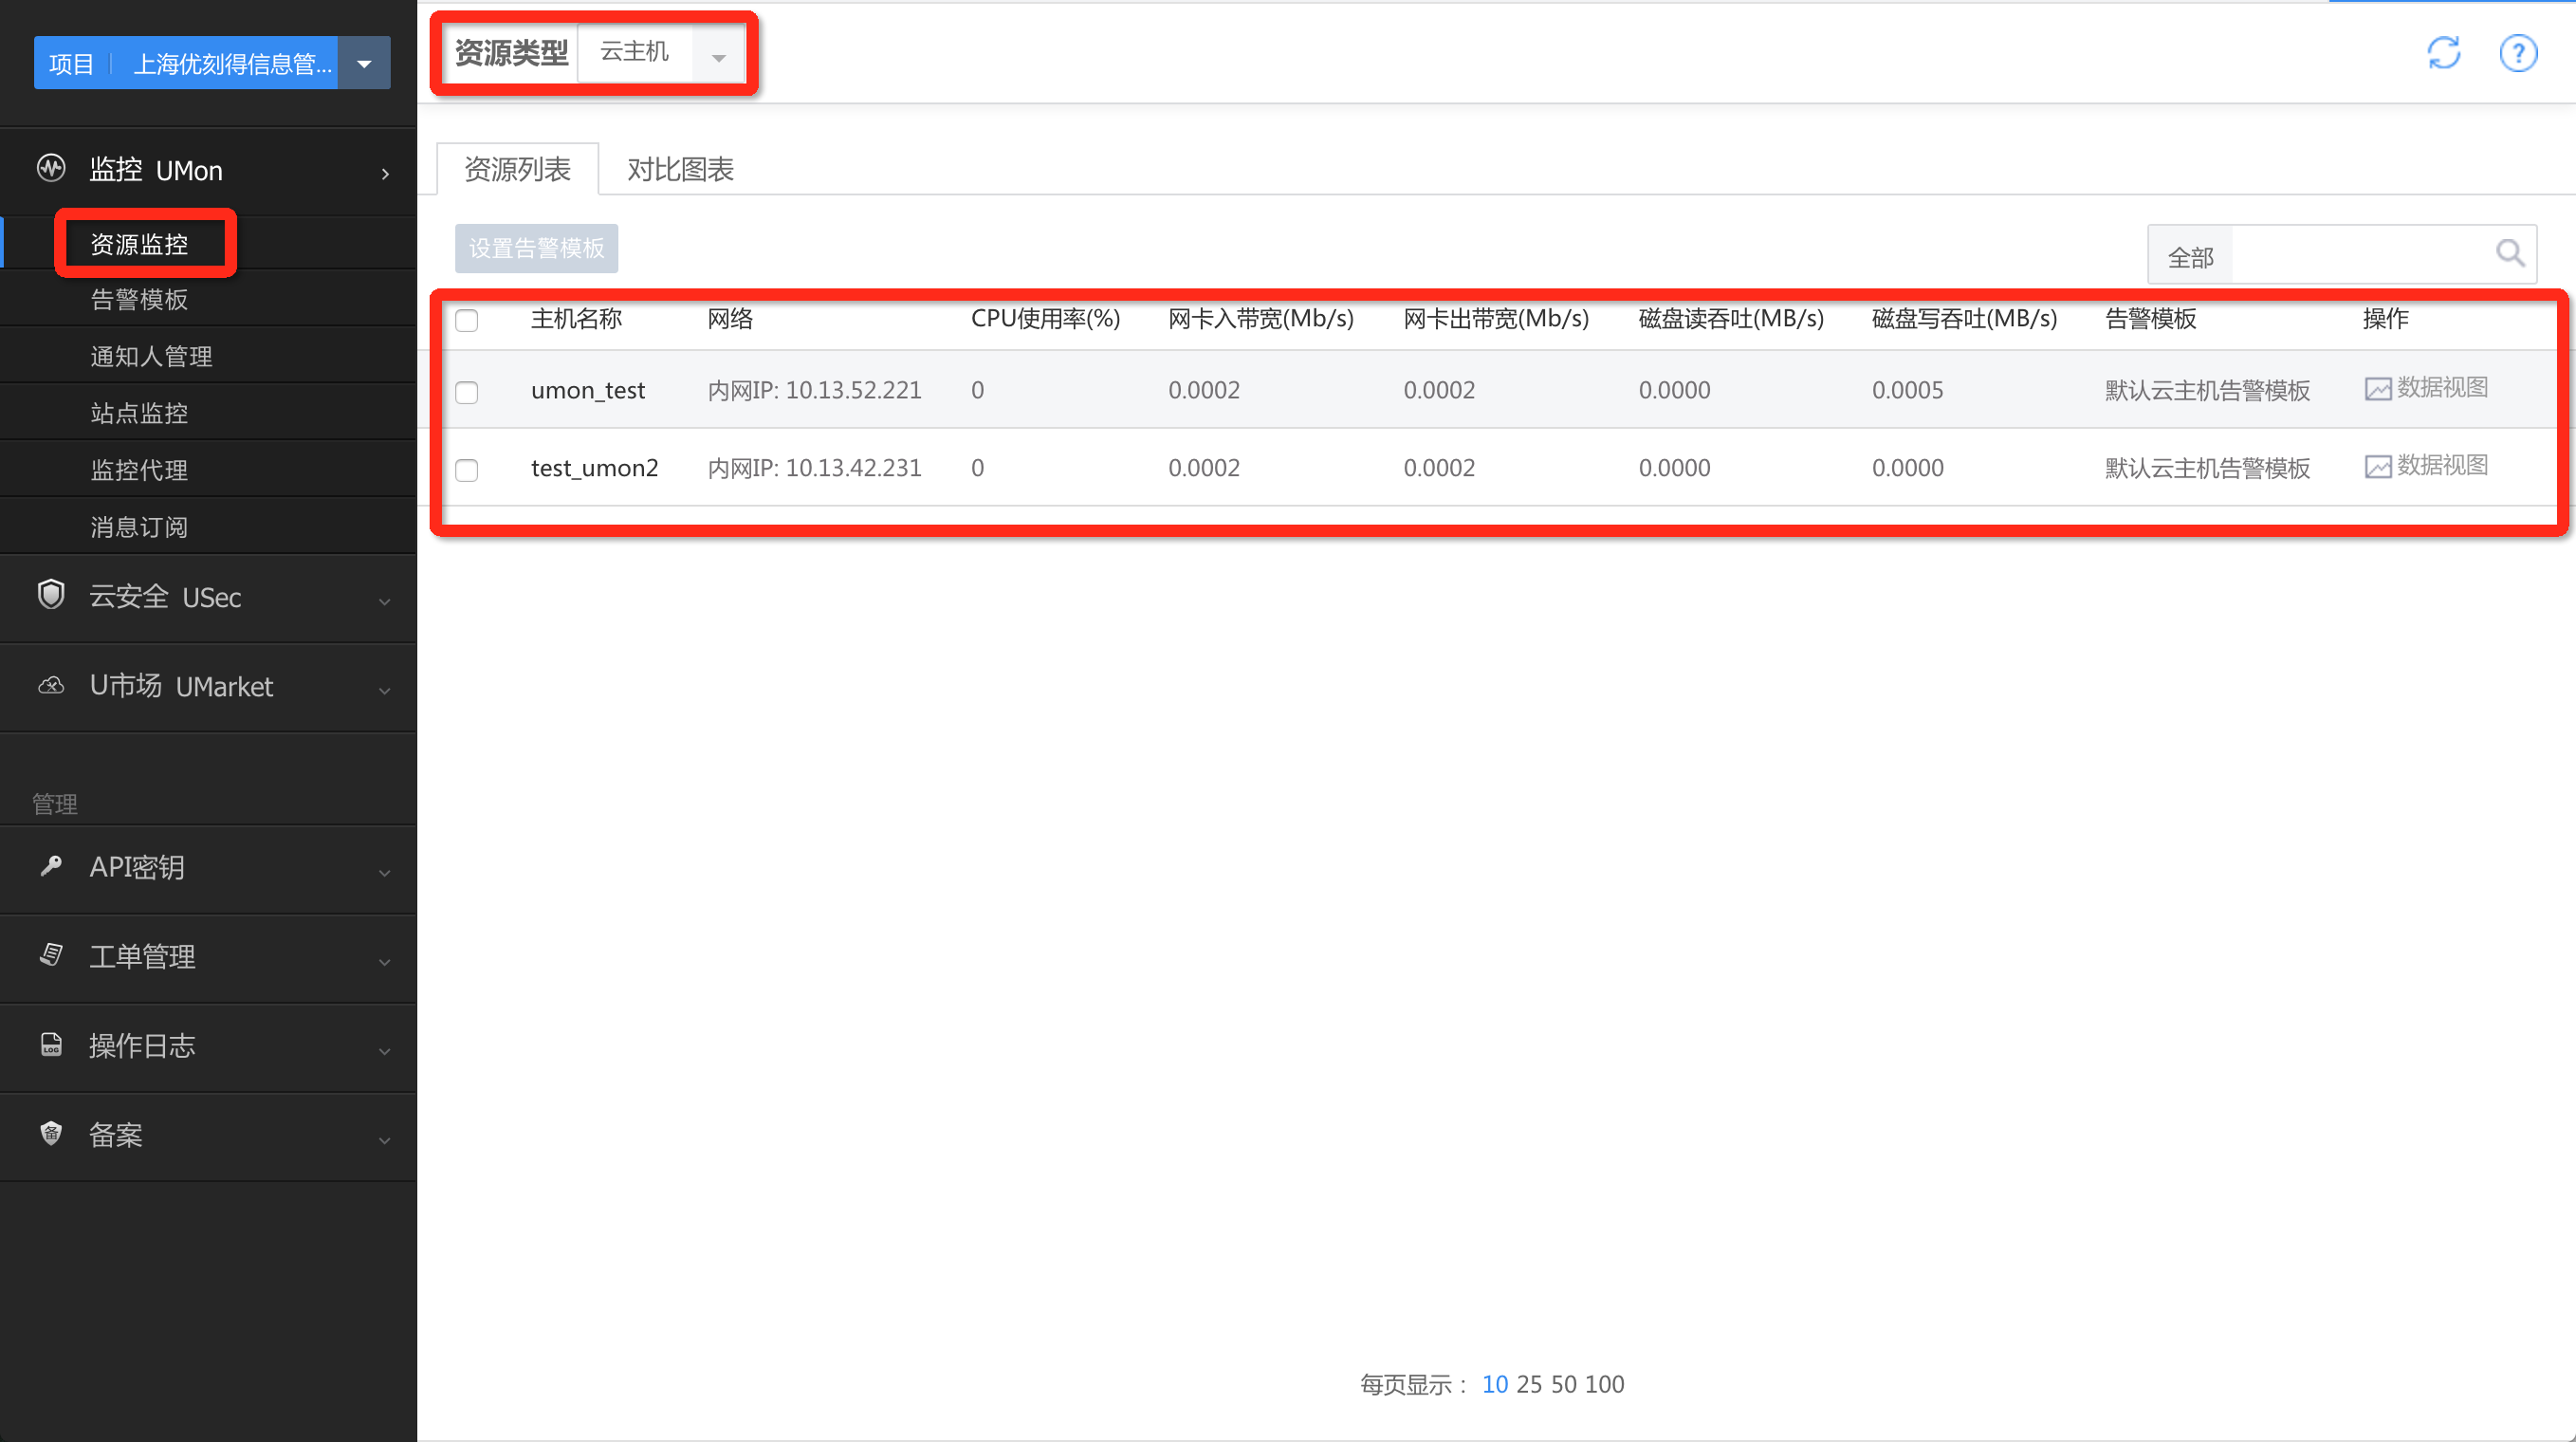 项目 上海优刻得信息管...
监控 UMon
资源监控
告警模板
通知人管理
站点监控
监控代理
消息订阅
云安全 USec
U市场 UMarket
管理
API密钥
工单管理
LOG 操作日志
备 备案
资源类型 云主机
?
资源列表 对比图表
设置告警模板
全部
主机名称 网络 CPU使用率(%) 网卡入带宽(Mb/s) 网卡出带宽(Mb/s) 磁盘读吞吐(MB/s) 磁盘写吞吐(MB/s) 告警模板 操作
umon_test 内网IP: 10.13.52.221 0 0.0002 0.0002 0.0000 0.0005 默认云主机告警模板 数据视图
test_umon2 内网IP: 10.13.42.231 0 0.0002 0.0002 0.0000 0.0000 默认云主机告警模板 数据视图
每页显示： 10 25 50 100